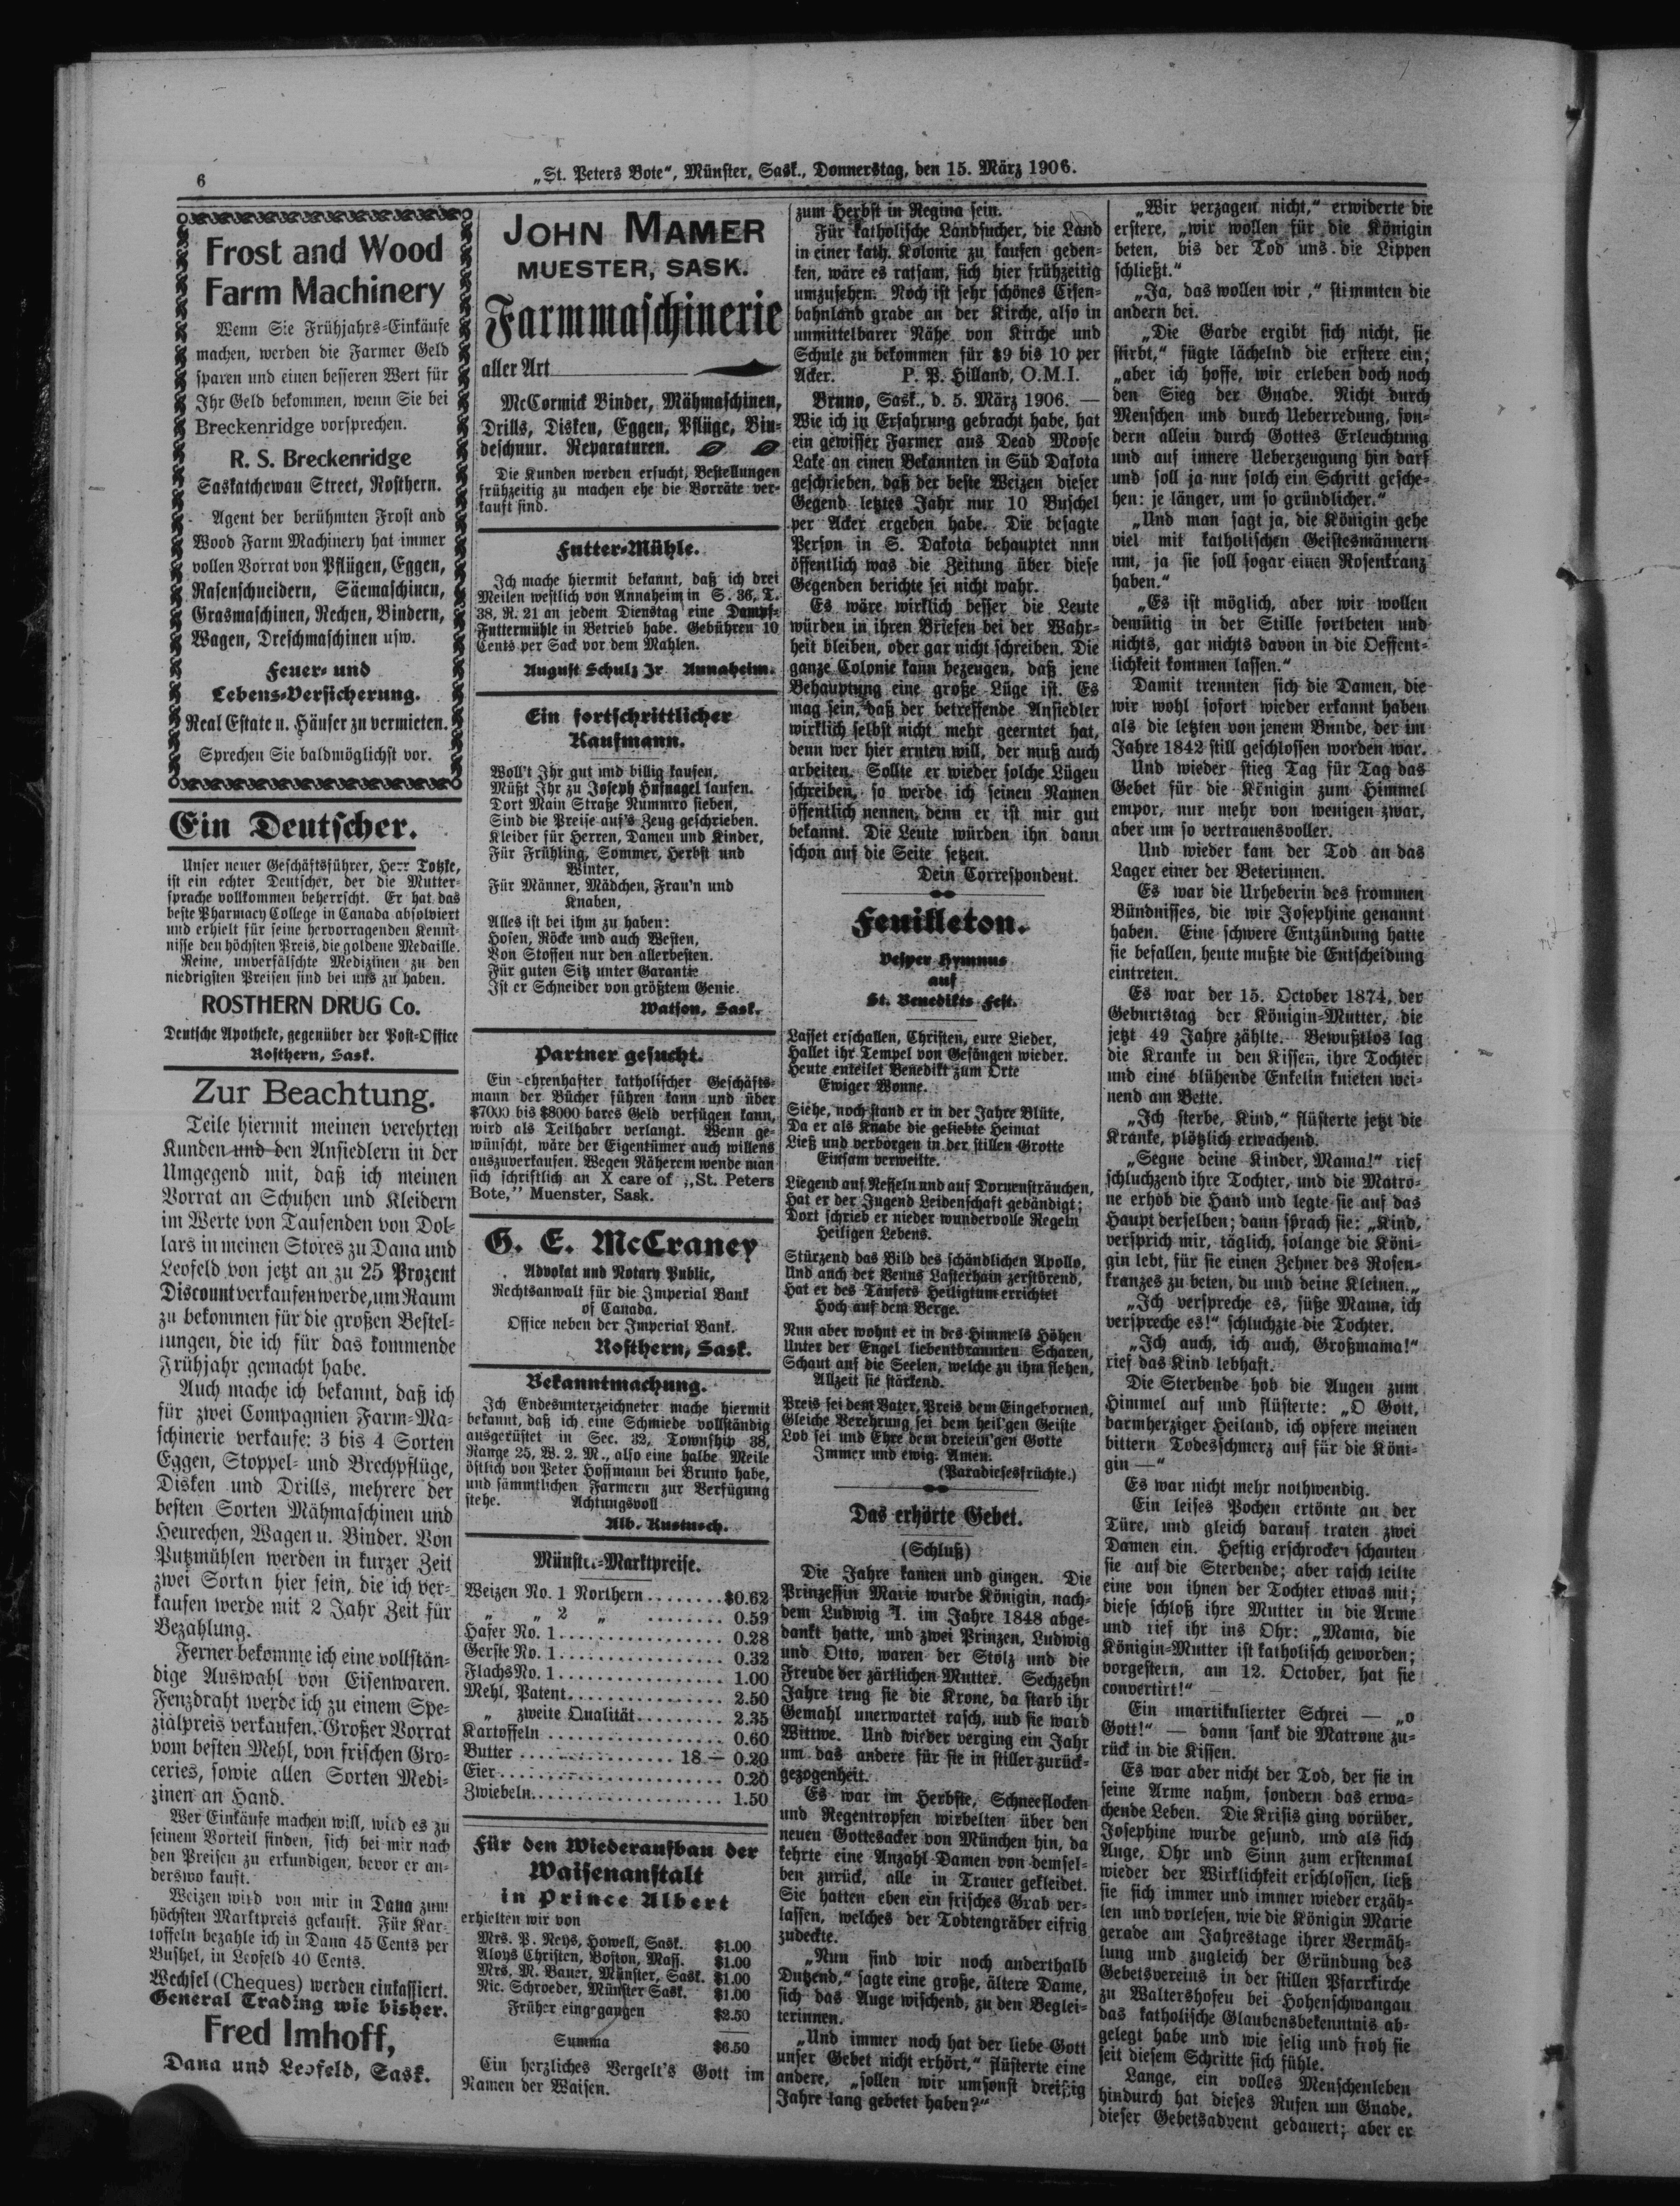 6
„St. Peters Bote“, Münster, Sask., Donnerstag, den 15. März 1906.
Frost and Wood
Farm Machinery
Wenn Sie Frühjahrs-Einkäufe
machen, werden die Farmer Geld
sparen und einen besseren Wert für
Ihr Geld bekommen, wenn Sie bei
Breckenridge vorsprechen.
R. S. Breckenridge
Saskatchewan Street, Rosthern.
Agent der berühmten Frost and
Wood Farm Machinery hat immer
vollen Vorrat von Pflügen, Eggen,
Rasenschneidern, Säemaschinen,
Grasmaschinen, Rechen, Bindern,
Wagen, Dreschmaschinen usw.
Feuer- und
Lebens-Versicherung.
Real Estate u. Häuser zu vermieten.
Sprechen Sie baldmöglichst vor.
Ein Deutscher.
Unser neuer Geschäftsführer, Herr Totzke,
ist ein echter Deutscher, der die Mutter-
sprache vollkommen beherrscht. Er hat das
beste Pharmacy College in Canada absolviert
und erhielt für seine hervorragenden Kennt-
nisse den höchsten Preis, die goldene Medaille.
Reine, unverfälschte Medizinen zu den
niedrigsten Preisen sind bei uns zu haben.
ROSTHERN DRUG Co.
Deutsche Apotheke, gegenüber der Post-Office
Rosthern, Sask.
Zur Beachtung.
Teile hiermit meinen verehrten
Kunden und den Ansiedlern in der
Umgegend mit, daß ich meinen
Vorrat an Schuhen und Kleidern
im Werte von Tausenden von Dol-
lars in meinen Stores zu Dana und
Leofeld von jetzt an zu 25 Prozent
Discount verkaufen werde, um Raum
zu bekommen für die großen Bestel-
lungen, die ich für das kommende
Frühjahr gemacht habe.
Auch mache ich bekannt, daß ich
für zwei Compagnien Farm-Ma-
schinerie verkaufe: 3 bis 4 Sorten
Eggen, Stoppel- und Brechpflüge,
Disken und Drills, mehrere der
besten Sorten Mähmaschinen und
Heurechen, Wagen u. Binder. Von
Putzmühlen werden in kurzer Zeit
zwei Sorten hier sein, die ich ver-
kaufen werde mit 2 Jahr Zeit für
Bezahlung.
Ferner bekomme ich eine vollstän-
dige Auswahl von Eisenwaren.
Fenzdraht werde ich zu einem Spe-
zialpreis verkaufen. Großer Vorrat
vom besten Mehl, von frischen Gro-
ceries, sowie allen Sorten Medi-
zinen an Hand.
Wer Einkäufe machen will, wird es zu
seinem Vorteil finden, sich bei mir nach
den Preisen zu erkundigen, bevor er an-
derswo kauft.
Weizen wird von mir in Dana zum
höchsten Marktpreis gekauft. Für Kar-
toffeln bezahle ich in Dana 45 Cents per
Bushel, in Leofeld 40 Cents.
Wechsel (Cheques) werden einkassiert.
General Trading wie bisher.
Fred Imhoff,
Dana und Leofeld, Sask.
JOHN MAMER
MUESTER, SASK.
Farmmaschinerie
aller Art
McCormick Binder, Mähmaschinen,
Drills, Disken, Eggen, Pflüge, Bin-
deschnur. Reparaturen.
Die Kunden werden ersucht, Bestellungen
frühzeitig zu machen ehe die Vorräte ver-
kauft sind.
Futter-Mühle.
Ich mache hiermit bekannt, daß ich drei
Meilen westlich von Annaheim in S. 36, T.
38, R. 21 an jedem Dienstag eine Dampf-
Futtermühle in Betrieb habe. Gebühren 10
Cents per Sack vor dem Mahlen.
August Schulz Jr Annaheim.
Ein fortschrittlicher
Kaufmann.
Woll't Ihr gut und billig kaufen,
Müßt Ihr zu Joseph Hufnagel laufen.
Dort Main Straße Nummro sieben,
Sind die Preise auf's Zeug geschrieben.
Kleider für Herren, Damen und Kinder,
Für Frühling, Sommer, Herbst und
Winter,
Für Männer, Mädchen, Frau'n und
Knaben,
Alles ist bei ihm zu haben:
Hosen, Röcke und auch Westen,
Von Stoffen nur den allerbesten.
Für guten Sitz unter Garantie
Ist er Schneider von größtem Genie.
Watson, Sask.
Partner gesucht.
Ein ehrenhafter katholischer Geschäfts-
mann der Bücher führen kann und über
$7000 bis $8000 bares Geld verfügen kann,
wird als Teilhaber verlangt. Wenn ge-
wünscht, wäre der Eigentümer auch willens
auszuverkaufen. Wegen Näherem wende man
sich schriftlich an X care of „St. Peters
Bote,” Muenster, Sask.
G. E. McCraney
Advokat und Notary Public,
Rechtsanwalt für die Imperial Bank
of Canada.
Office neben der Imperial Bank.
Rosthern, Sask.
Bekanntmachung.
Ich Endesunterzeichneter mache hiermit
bekannt, daß ich eine Schmiede vollständig
ausgerüstet in Sec. 32, Township 38,
Range 25, W. 2. M., also eine halbe Meile
östlich von Peter Hoffmann bei Bruno habe,
und sämmtlichen Farmern zur Verfügung
stehe. Achtungsvoll
Alb. Kustusch.
Münster-Marktpreise.
Weizen No. 1 Northern........$0.62
„ „ 2 „ ........ 0.59
Hafer No. 1................. 0.28
Gerste No. 1................. 0.32
Flachs No. 1................. 1.00
Mehl, Patent................ 2.50
„ zweite Qualität......... 2.35
Kartoffeln .................. 0.60
Butter ................ 18.— 0.20
Eier........................ 0.20
Zwiebeln.................... 1.50
Für den Wiederaufbau der
Waisenanstalt
in Prince Albert
erhielten wir von
Mrs. P. Neys, Howell, Sask. $1.00
Aloys Christen, Boston, Mass. $1.00
Mrs. M. Bauer, Münster, Sask. $1.00
Nic. Schroeder, Münster Sask. $1.00
Früher eingegangen $2.50
Summa $6.50
Ein herzliches Vergelt's Gott im
Namen der Waisen.
zum Herbst in Regina sein.
Für katholische Landsucher, die Land
in einer kath. Kolonie zu kaufen geden-
ken, wäre es ratsam, sich hier frühzeitig
umzusehen. Noch ist sehr schönes Eisen-
bahnland grade an der Kirche, also in
unmittelbarer Nähe von Kirche und
Schule zu bekommen für $9 bis 10 per
Acker. P. P. Hilland, O.M.I.
Bruno, Sask., d. 5. März 1906. —
Wie ich in Erfahrung gebracht habe, hat
ein gewisser Farmer aus Dead Moose
Lake an einen Bekannten in Süd Dakota
geschrieben, daß der beste Weizen dieser
Gegend letztes Jahr nur 10 Buschel
per Acker ergeben habe. Die besagte
Person in S. Dakota behauptet nun
öffentlich was die Zeitung über diese
Gegenden berichte sei nicht wahr.
Es wäre wirklich besser die Leute
würden in ihren Briefen bei der Wahr-
heit bleiben, oder gar nicht schreiben. Die
ganze Colonie kann bezeugen, daß jene
Behauptung eine große Lüge ist. Es
mag sein, daß der betreffende Ansiedler
wirklich selbst nicht mehr geerntet hat,
denn wer hier ernten will, der muß auch
arbeiten. Sollte er wieder solche Lügen
schreiben, so werde ich seinen Namen
öffentlich nennen, denn er ist mir gut
bekannt. Die Leute würden ihn dann
schon auf die Seite setzen.
Dein Correspondent.
Feuilleton.
Vesper Hymnus
auf
St. Benedikts Fest.
Lasset erschallen, Christen, eure Lieder,
Hallet ihr Tempel von Gesängen wieder.
Heute enteilet Benedikt zum Orte
Ewiger Wonne.
Siehe, noch stand er in der Jahre Blüte,
Da er als Knabe die geliebte Heimat
Ließ und verborgen in der stillen Grotte
Einsam verweilte.
Liegend auf Nesseln und auf Dornensträuchen,
Hat er der Jugend Leidenschaft gebändigt;
Dort schrieb er nieder wundervolle Regeln
Heiligen Lebens.
Stürzend das Bild des schändlichen Apollo,
Und auch der Venus Lasterhain zerstörend,
Hat er des Täufers Heiligtum errichtet
Hoch auf dem Berge.
Nun aber wohnt er in des Himmels Höhen
Unter der Engel liebentbrannten Scharen,
Schaut auf die Seelen, welche zu ihm flehen,
Allzeit sie stärkend.
Preis sei dem Vater, Preis dem Eingebornen,
Gleiche Verehrung sei dem heil'gen Geiste
Lob sei und Ehre dem dreiein'gen Gotte
Immer und ewig. Amen.
(Paradiesesfrüchte.)
Das erhörte Gebet.
(Schluß)
Die Jahre kamen und gingen. Die
Prinzessin Marie wurde Königin, nach-
dem Ludwig I. im Jahre 1848 abge-
dankt hatte, und zwei Prinzen, Ludwig
und Otto, waren der Stolz und die
Freude der zärtlichen Mutter. Sechzehn
Jahre trug sie die Krone, da starb ihr
Gemahl unerwartet rasch, und sie ward
Wittwe. Und wieder verging ein Jahr
um das andere für sie in stiller zurück-
gezogenheit.
Es war im Herbste, Schneeflocken
und Regentropfen wirbelten über den
neuen Gottesacker von München hin, da
kehrte eine Anzahl Damen von demsel-
ben zurück, alle in Trauer gekleidet.
Sie hatten eben ein frisches Grab ver-
lassen, welches der Todtengräber eifrig
zudeckte.
„Nun sind wir noch anderthalb
Dutzend,“ sagte eine große, ältere Dame,
sich das Auge wischend, zu den Beglei-
terinnen.
„Und immer noch hat der liebe Gott
unser Gebet nicht erhört,“ flüsterte eine
andere, „sollen wir umsonst dreißig
Jahre lang gebetet haben?“
„Wir verzagen nicht,“ erwiderte die
erstere, „wir wollen für die Königin
beten, bis der Tod uns die Lippen
schließt.“
„Ja, das wollen wir,“ stimmten die
andern bei.
„Die Garde ergibt sich nicht, sie
stirbt,“ fügte lächelnd die erstere ein;
„aber ich hoffe, wir erleben doch noch
den Sieg der Gnade. Nicht durch
Menschen und durch Ueberredung, son-
dern allein durch Gottes Erleuchtung
und auf innere Ueberzeugung hin darf
und soll ja nur solch ein Schritt gesche-
hen: je länger, um so gründlicher.“
„Und man sagt ja, die Königin gehe
viel mit katholischen Geistesmännern
um, ja sie soll sogar einen Rosenkranz
haben.“
„Es ist möglich, aber wir wollen
demütig in der Stille fortbeten und
nichts, gar nichts davon in die Oeffent-
lichkeit kommen lassen.“
Damit trennten sich die Damen, die
wir wohl sofort wieder erkannt haben
als die letzten von jenem Bunde, der im
Jahre 1842 still geschlossen worden war.
Und wieder stieg Tag für Tag das
Gebet für die Königin zum Himmel
empor, nur mehr von wenigen zwar,
aber um so vertrauensvoller.
Und wieder kam der Tod an das
Lager einer der Beterinnen.
Es war die Urheberin des frommen
Bündnisses, die wir Josephine genannt
haben. Eine schwere Entzündung hatte
sie befallen, heute mußte die Entscheidung
eintreten.
Es war der 15. October 1874, der
Geburtstag der Königin-Mutter, die
jetzt 49 Jahre zählte. Bewußtlos lag
die Kranke in den Kissen, ihre Tochter
und eine blühende Enkelin knieten wei-
nend am Bette.
„Ich sterbe, Kind,“ flüsterte jetzt die
Kranke, plötzlich erwachend.
„Segne deine Kinder, Mama!“ rief
schluchzend ihre Tochter, und die Matro-
ne erhob die Hand und legte sie auf das
Haupt derselben; dann sprach sie: „Kind,
versprich mir, täglich, solange die Köni-
gin lebt, für sie einen Zehner des Rosen-
kranzes zu beten, du und deine Kleinen.„
„Ich verspreche es, süße Mama, ich
verspreche es!“ schluchzte die Tochter.
„Ich auch, ich auch, Großmama!“
rief das Kind lebhaft.
Die Sterbende hob die Augen zum
Himmel auf und flüsterte: „O Gott,
barmherziger Heiland, ich opfere meinen
bittern Todesschmerz auf für die Köni-
gin —“
Es war nicht mehr nothwendig.
Ein leises Pochen ertönte an der
Türe, und gleich darauf traten zwei
Damen ein. Heftig erschrocken schauten
sie auf die Sterbende; aber rasch teilte
eine von ihnen der Tochter etwas mit;
diese schloß ihre Mutter in die Arme
und rief ihr ins Ohr: „Mama, die
Königin-Mutter ist katholisch geworden;
vorgestern, am 12. October, hat sie
convertirt!“
Ein unartikulierter Schrei — „o
Gott!“ — dann sank die Matrone zu-
rück in die Kissen.
Es war aber nicht der Tod, der sie in
seine Arme nahm, sondern das erwa-
chende Leben. Die Krisis ging vorüber,
Josephine wurde gesund, und als sich
Auge, Ohr und Sinn zum erstenmal
wieder der Wirklichkeit erschlossen, ließ
sie sich immer und immer wieder erzäh-
len und vorlesen, wie die Königin Marie
gerade am Jahrestage ihrer Vermäh-
lung und zugleich der Gründung des
Gebetsvereins in der stillen Pfarrkirche
zu Waltershofen bei Hohenschwangau
das katholische Glaubensbekenntnis ab-
gelegt habe und wie selig und froh sie
seit diesem Schritte sich fühle.
Lange, ein volles Menschenleben
hindurch hat dieses Rufen um Gnade,
dieser Gebetsadvent gedauert; aber er